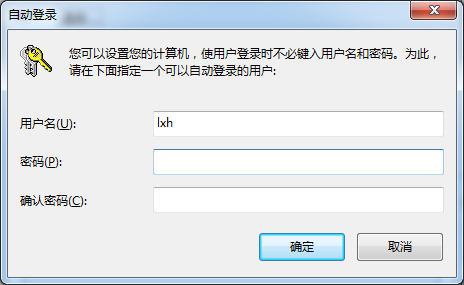 自动登录
您可以设置您的计算机，使用户登录时不必键入用户名和密码。为此，
请在下面指定一个可以自动登录的用户:
用户名(U):
lxh
密码(P):
确认密码(C):
确定
取消